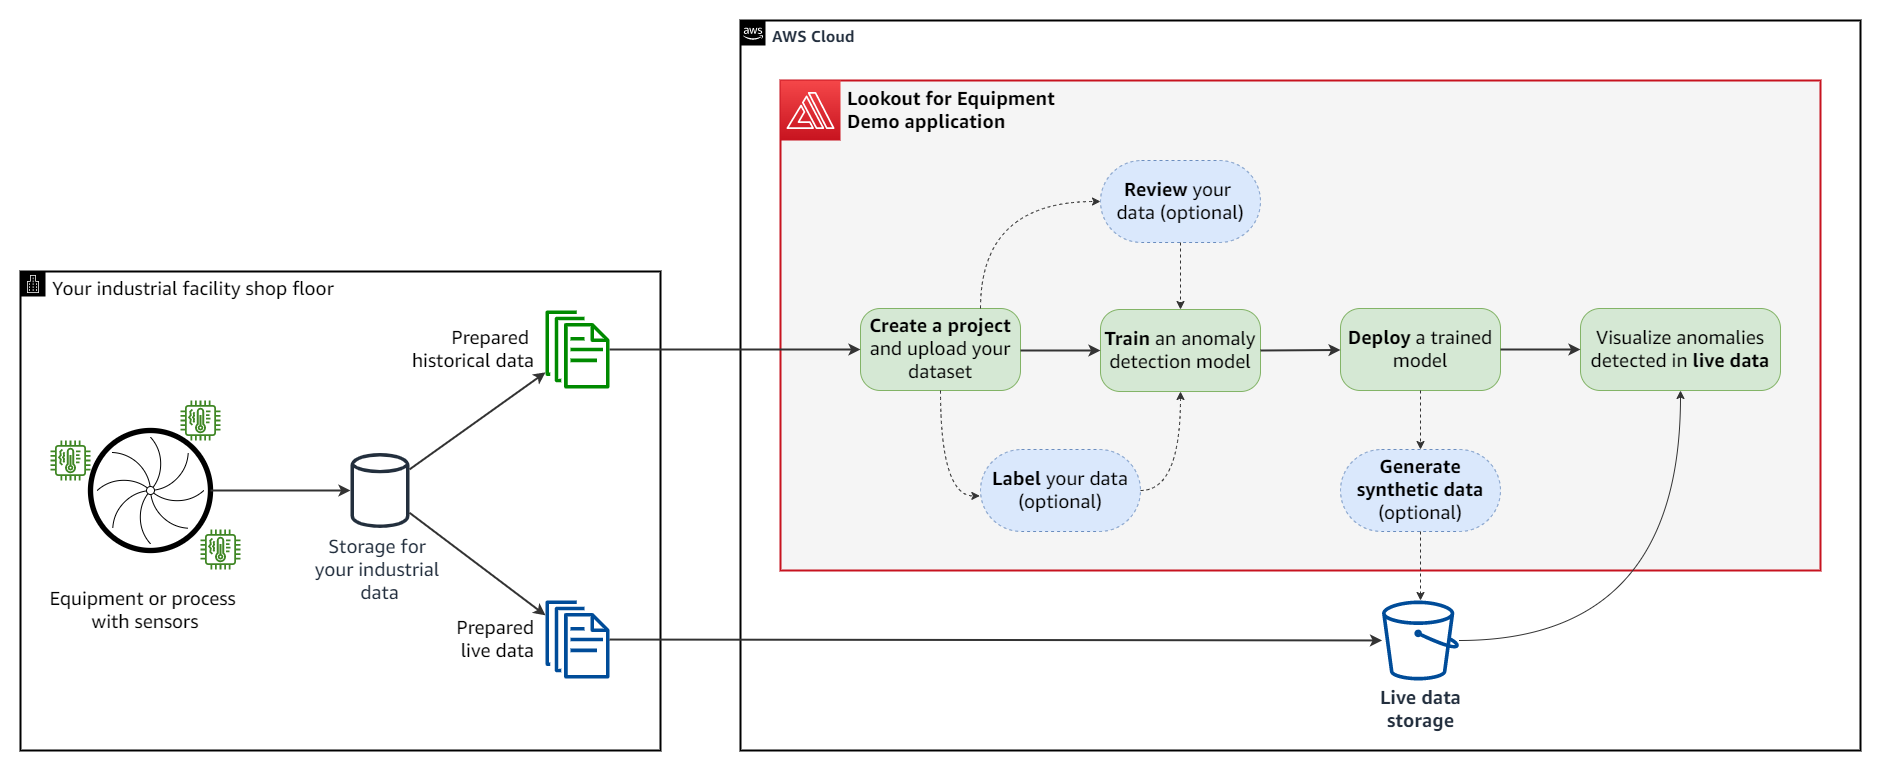 aws
AWS Cloud
Lookout for Equipment
Demo application
Review your
data (optional)
Your industrial facility shop floor
Prepared
historical data
Create a project
and upload your
dataset
Train an anomaly
detection model
Deploy a trained
model
Visualize anomalies
detected in live data
Label your data
(optional)
Generate
synthetic data
(optional)
Storage for
your industrial
data
Equipment or process
with sensors
Prepared
live data
Live data
storage